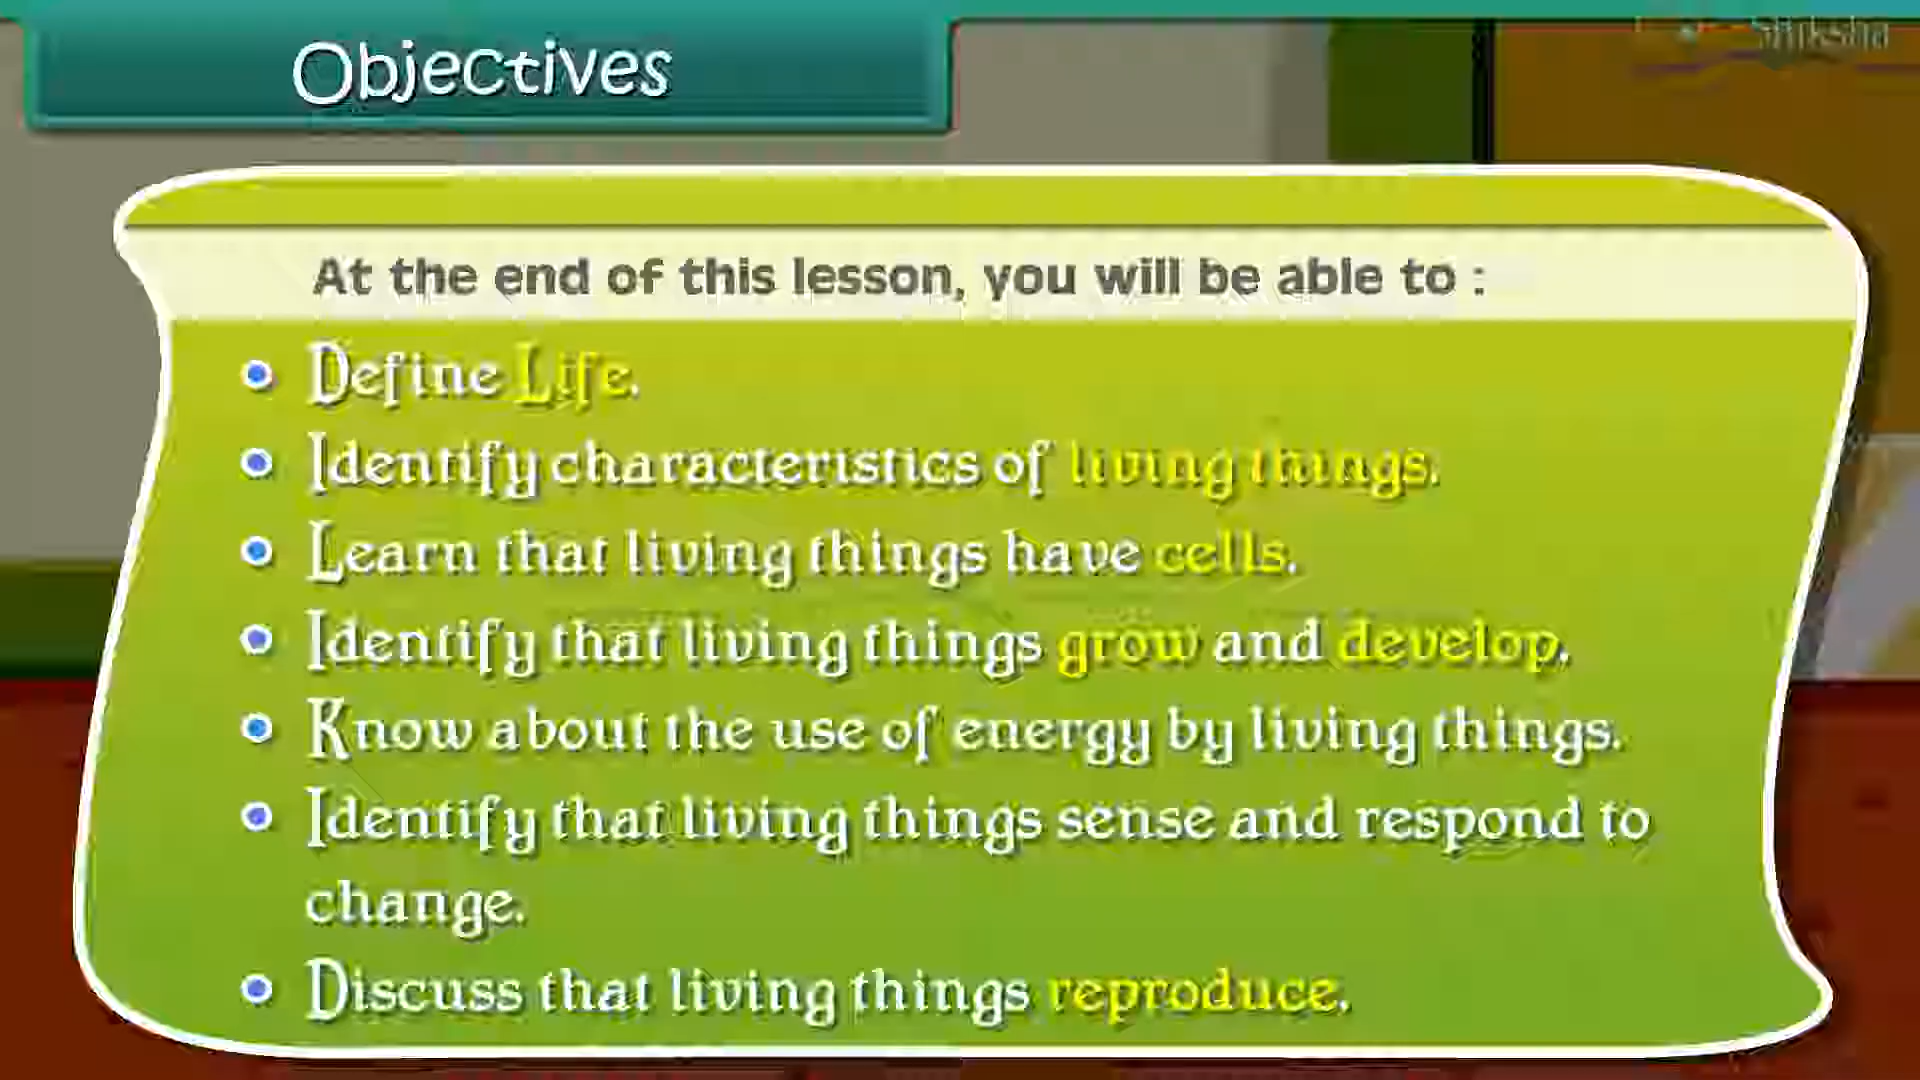 Objectives
Shiksha
At the end of this lesson, you will be able to :
Define Life.
Identify characteristics of living things.
Learn that living things have cells.
Identify that living things grow and develop.
Know about the use of energy by living things.
Identify that living things sense and respond to
change.
Discuss that living things reproduce.